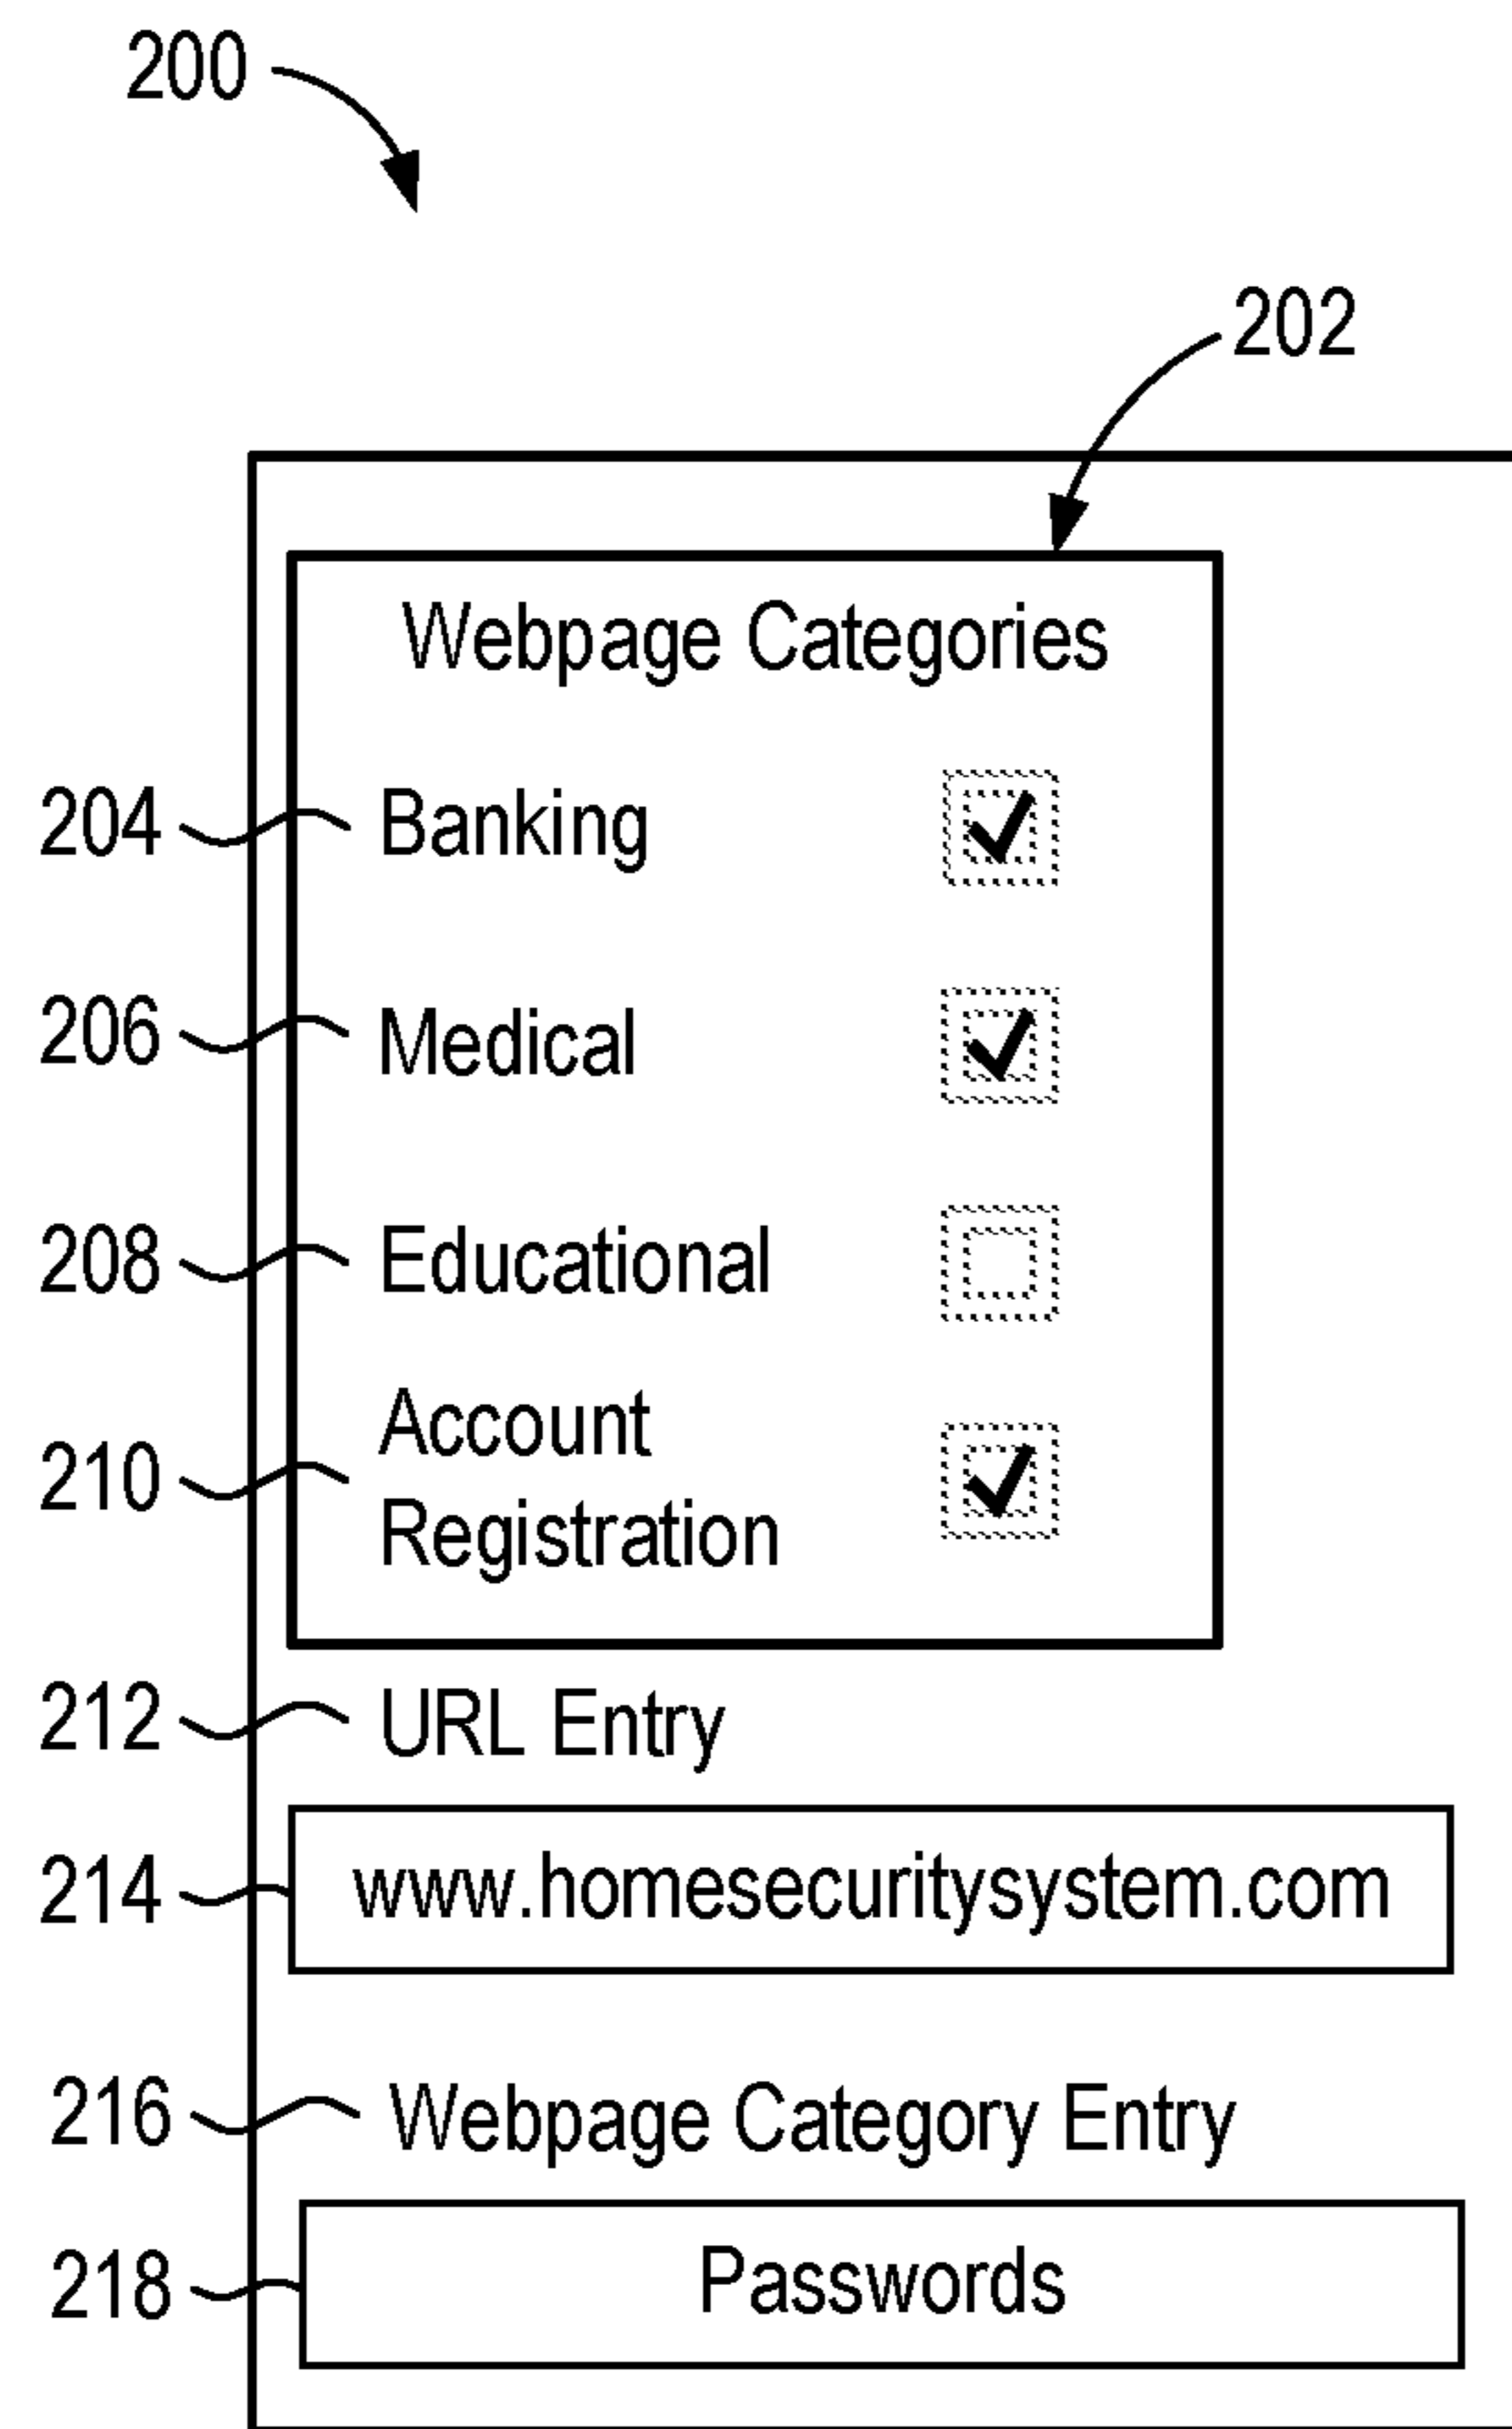 200
202
Webpage Categories
204 Banking
206 Medical
208 Educational
Account
210
Registration
212 URL Entry
214 www.homesecuritysystem.com
216 Webpage Category Entry
218 Passwords